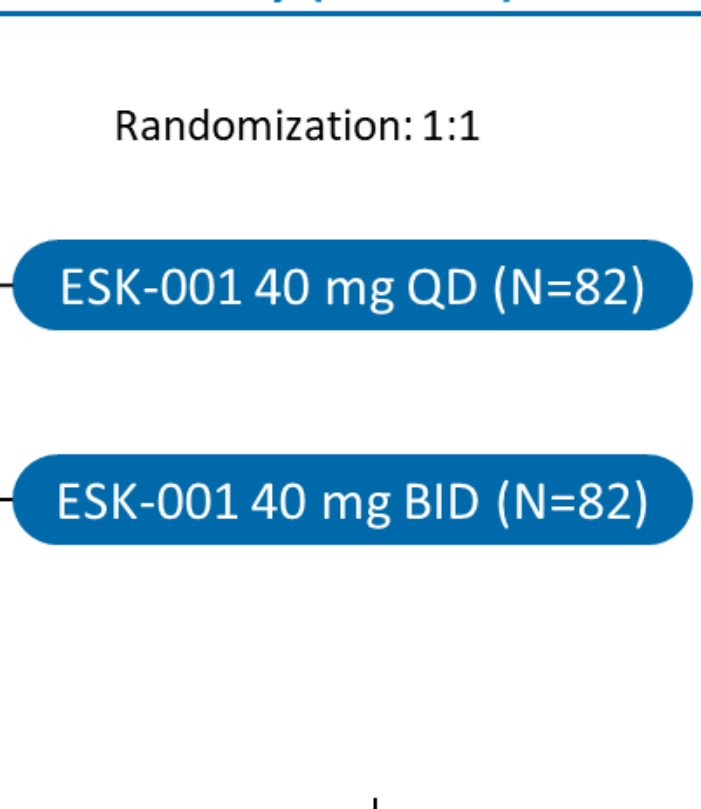 Randomization: 1:1
ESK-001 40 mg QD (N=82)
ESK-001 40 mg BID (N=82)